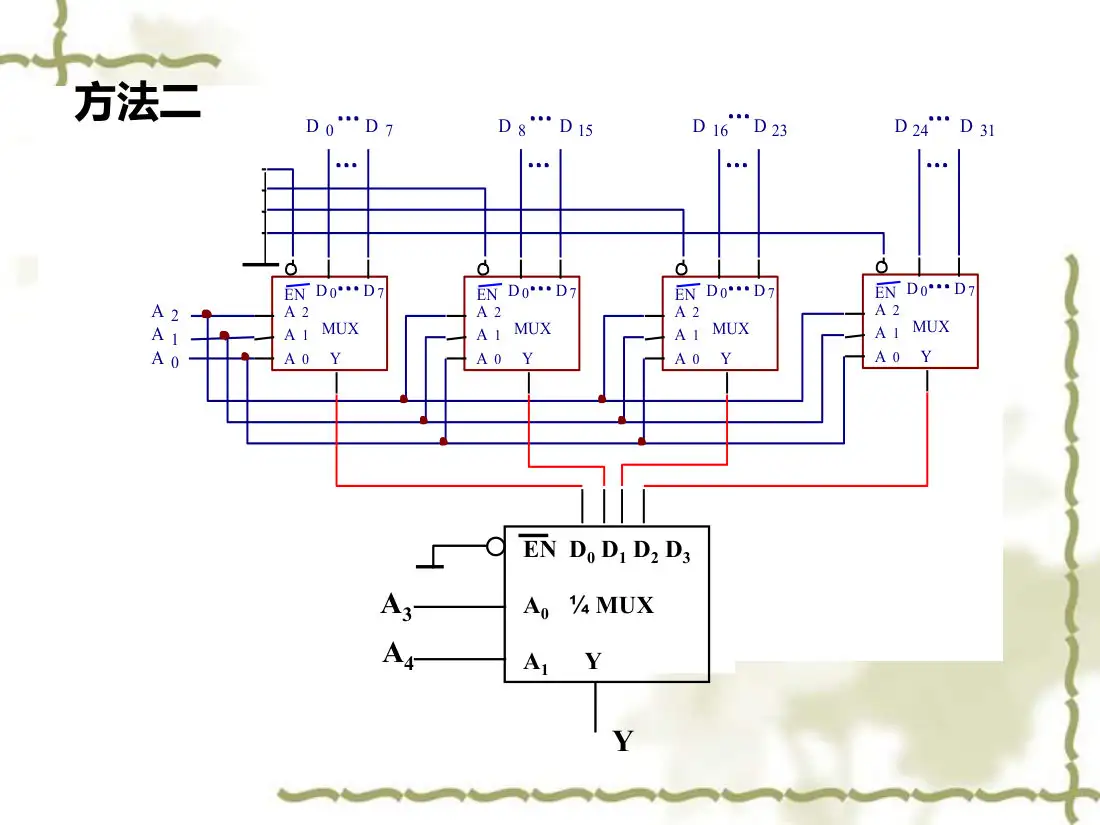 方法二
D 0 ••• D 7 D 8 ••• D 15 D 16 ••• D 23 D 24 ••• D 31
••• ••• ••• •••
EN D 0 ••• D 7 EN D 0 ••• D 7 EN D 0 ••• D 7 EN D 0 ••• D 7
A 2 A 2 A 2 A 2 A 2
A 1 A 1 MUX A 1 MUX A 1 MUX A 1 MUX
A 0 A 0 Y A 0 Y A 0 Y A 0 Y
EN D0 D1 D2 D3
A3 A0 ¼ MUX
A4 A1 Y
Y